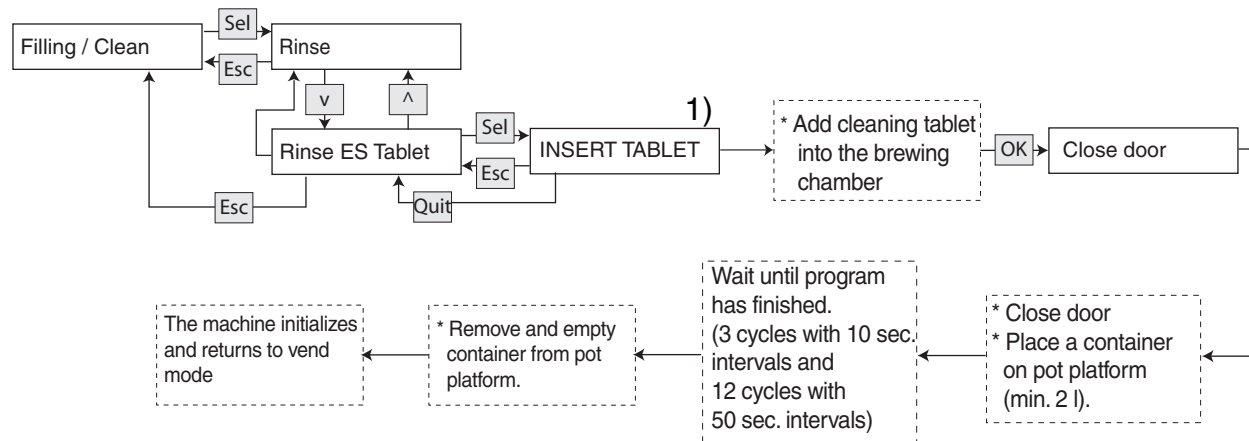 Sel
Filling / Clean
Rinse
Esc
v
^
1)
Sel
Rinse ES Tablet
INSERT TABLET
Esc
Esc
Quit
* Add cleaning tablet
into the brewing
chamber
OK
Close door
The machine initializes
and returns to vend
mode
* Remove and empty
container from pot
platform.
Wait until program
has finished.
(3 cycles with 10 sec.
intervals and
12 cycles with
50 sec. intervals)
* Close door
* Place a container
on pot platform
(min. 2 l).